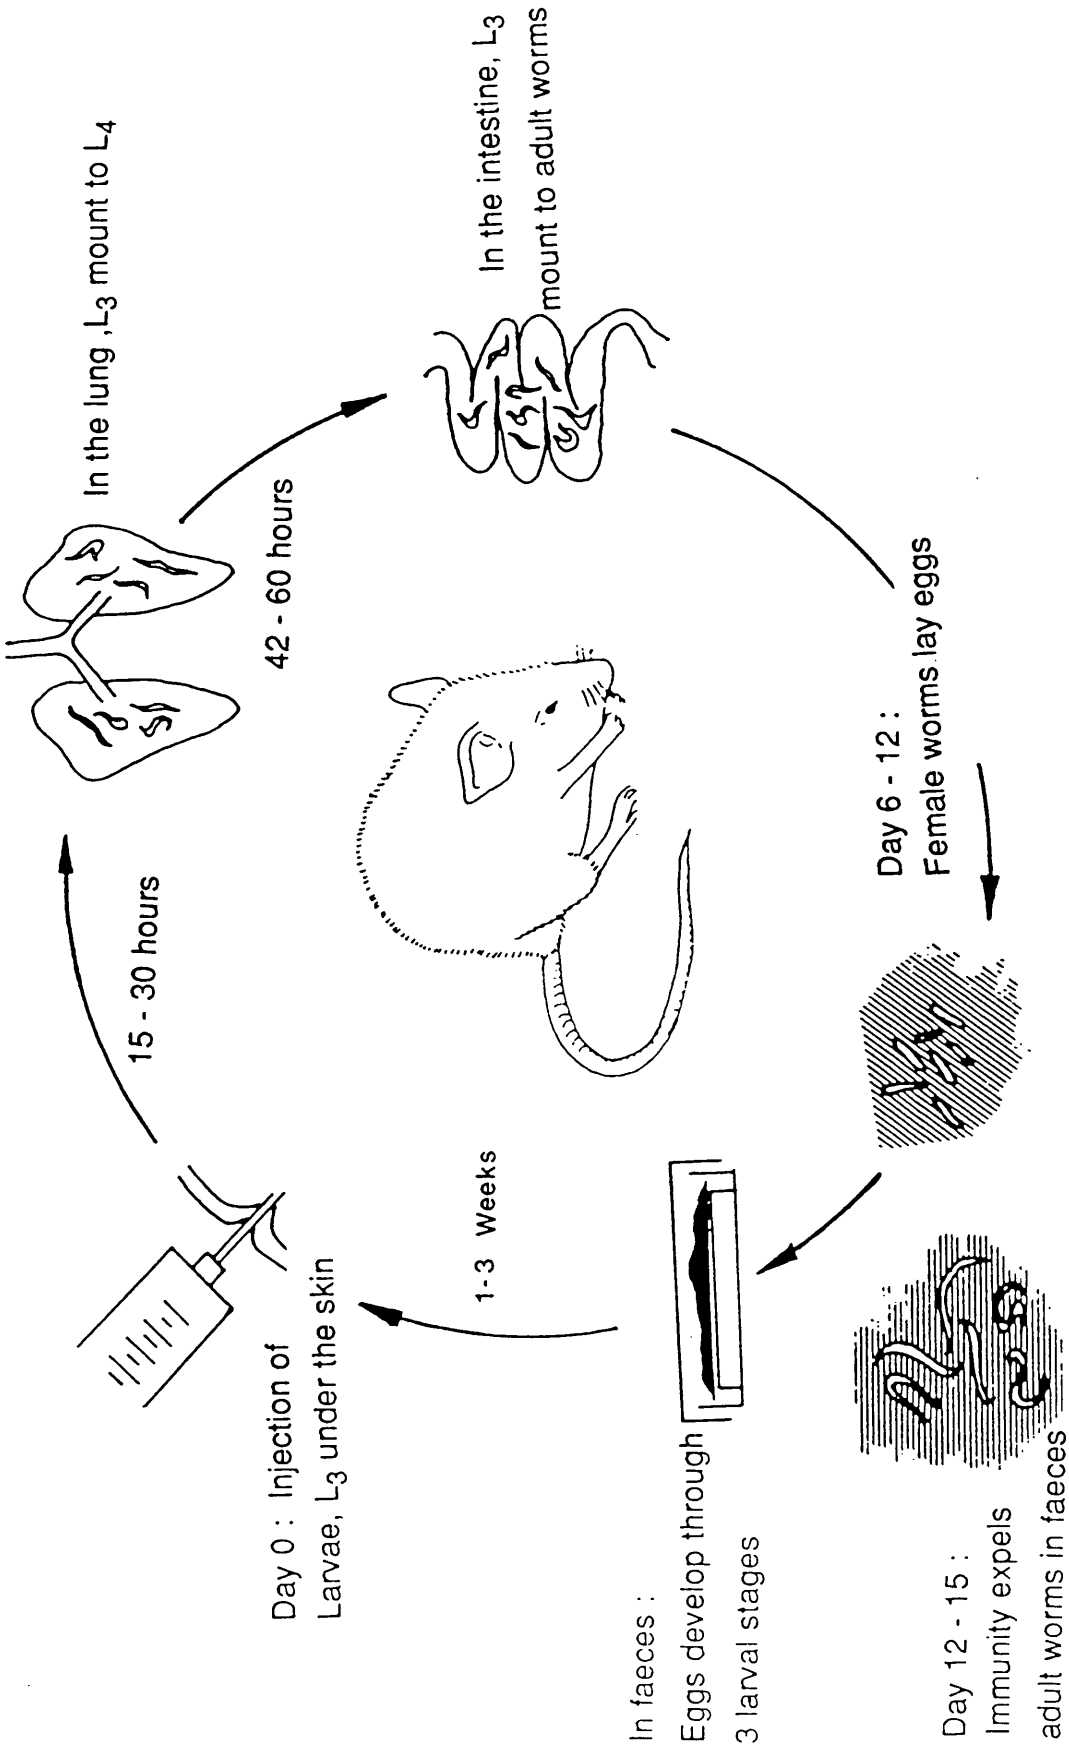 Day 0 : Injection of
Larvae, L3 under the skin
15 - 30 hours
In the lung ,L3 mount to L4
42 - 60 hours
In the intestine, L3
mount to adult worms
Day 6 - 12 :
Female worms lay eggs
Day 12 - 15 :
Immunity expels
adult worms in faeces
In faeces :
Eggs develop through
3 larval stages
1-3 Weeks